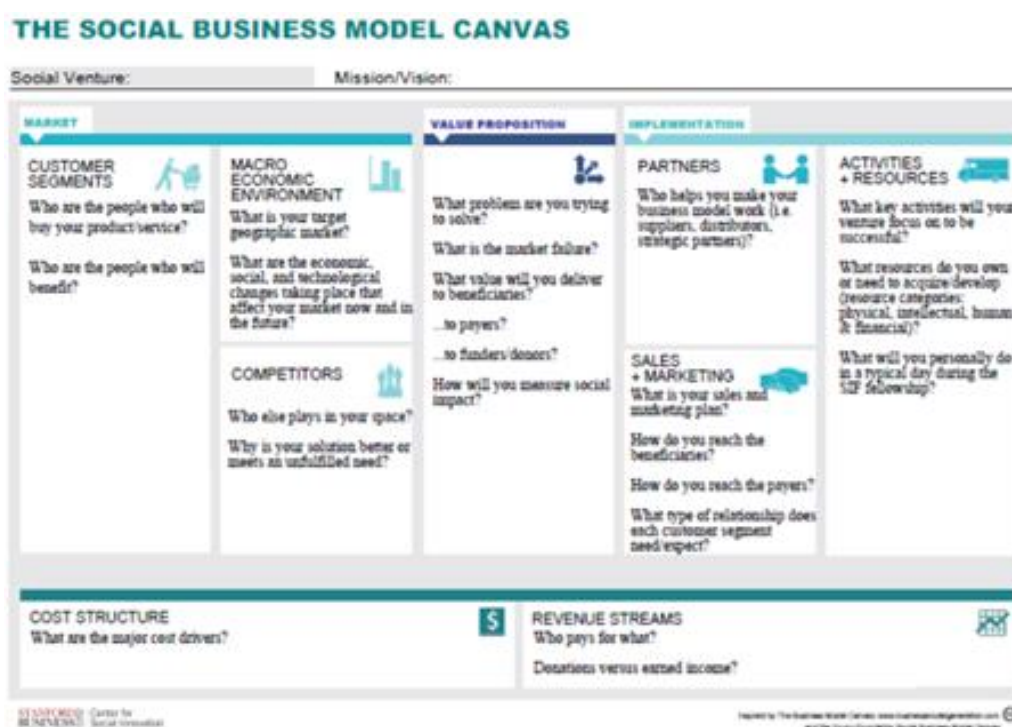 THE SOCIAL BUSINESS MODEL CANVAS
Social Venture:
Mission/Vision:
MARKET
CUSTOMER
SEGMENTS
Who are the people who will
buy your product/service?
Who are the people who will
benefit?
MACRO
ECONOMIC
ENVIRONMENT
What is your target
geographic market?
What are the economic,
social, and technological
changes taking place that
affect your market now and in
the future?
COMPETITORS
Who else plays in your space?
Why is your solution better or
meets an unfulfilled need?
VALUE PROPOSITION
What problem are you trying
to solve?
What is the market failure?
What value will you deliver
to beneficiaries?
...to payers?
...to funders/donors?
How will you measure social
impact?
IMPLEMENTATION
PARTNERS
Who helps you make your
business model work (i.e.
suppliers, distributors,
strategic partners)?
SALES
+ MARKETING
What is your sales and
marketing plan?
How do you reach the
beneficiaries?
How do you reach the payers?
What type of relationship does
each customer segment
need/expect?
ACTIVITIES
+ RESOURCES
What key activities will your
venture focus on to be
successful?
What resources do you own
or need to acquire/develop
(resource categories:
physical, intellectual, human
& financial)?
What will you personally do
in a typical day during the
SIF fellowship?
COST STRUCTURE
What are the major cost drivers?
$
REVENUE STREAMS
Who pays for what?
Donations versus earned income?
STANFORD Center for
BUSINESS Social Innovation
Inspired by The Business Model Canvas